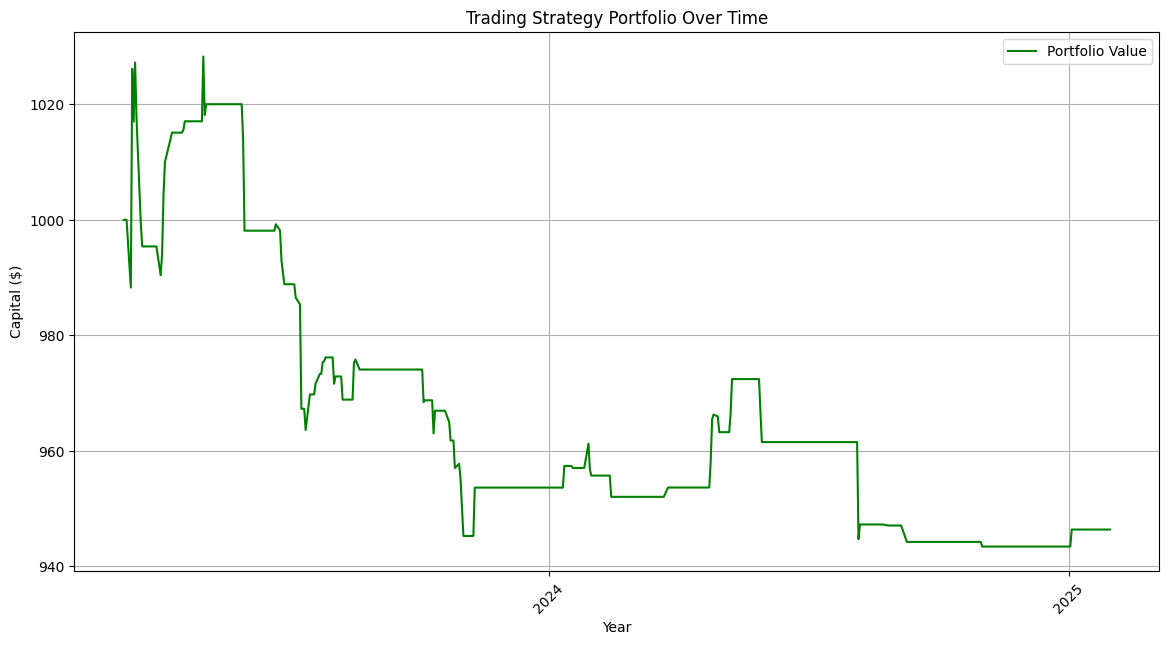 Trading Strategy Portfolio Over Time
Portfolio Value
1020
1000
980
960
940
Capital ($)
2024
2025
Year